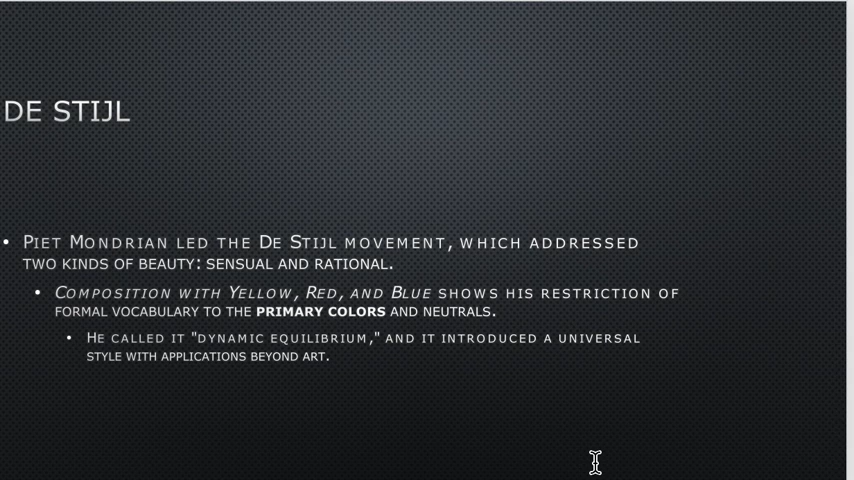 DE STIJL
• PIET MONDRIAN LED THE DE STIJL MOVEMENT, WHICH ADDRESSED
TWO KINDS OF BEAUTY: SENSUAL AND RATIONAL.
• COMPOSITION WITH YELLOW, RED, AND BLUE SHOWS HIS RESTRICTION OF
FORMAL VOCABULARY TO THE PRIMARY COLORS AND NEUTRALS.
• HE CALLED IT "DYNAMIC EQUILIBRIUM," AND IT INTRODUCED A UNIVERSAL
STYLE WITH APPLICATIONS BEYOND ART.